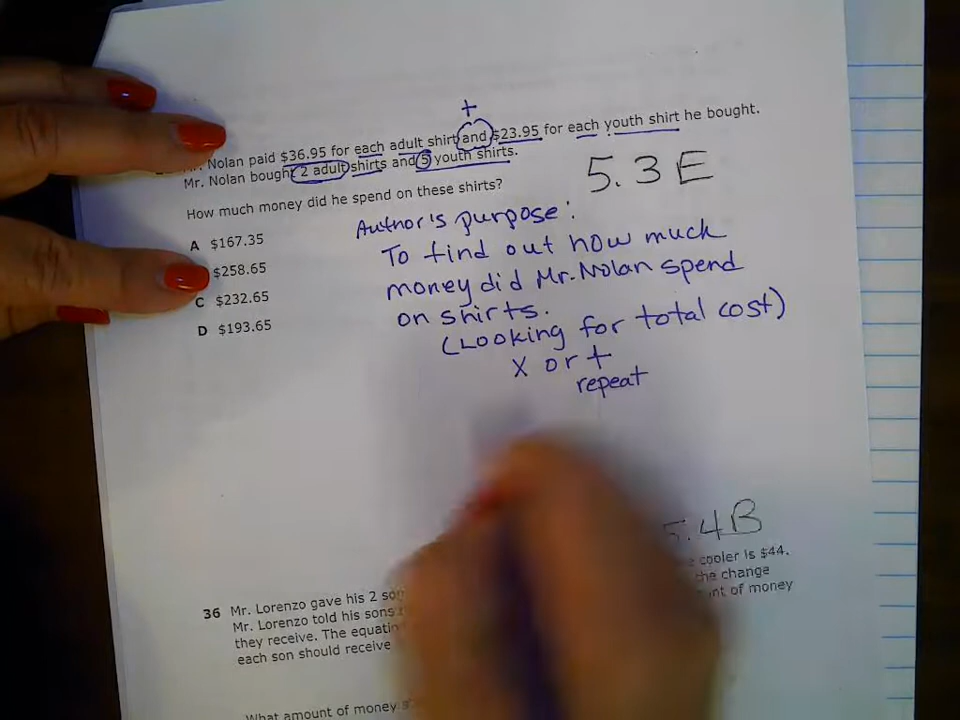 +
Nolan paid $36.95 for each adult shirt and $23.95 for each youth shirt he bought.
Mr. Nolan bought 2 adult shirts and 5 youth shirts.
5.3E
How much money did he spend on these shirts?
A $167.35
$258.65
C $232.65
D $193.65
Author's purpose:
To find out how much
money did Mr. Nolan spend
on shirts.
(Looking for total cost)
X or +
repeat
5.4B
36 Mr. Lorenzo gave his 2
cooler is $44.
Mr. Lorenzo told his sons
the change
they receive. The
of money
each son should receive
What amount of money